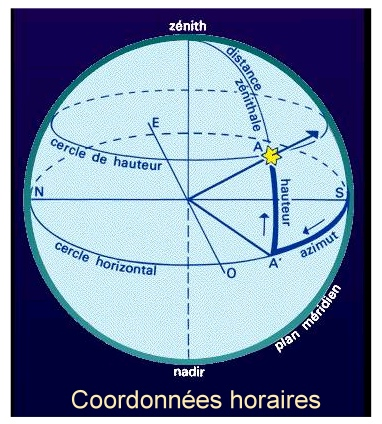 zénith
distance
zénithale
E
A
cercle de hauteur
N
S
hauteur
cercle horizontal
O
A'
azimut
plan méridien
nadir
Coordonnées horaires